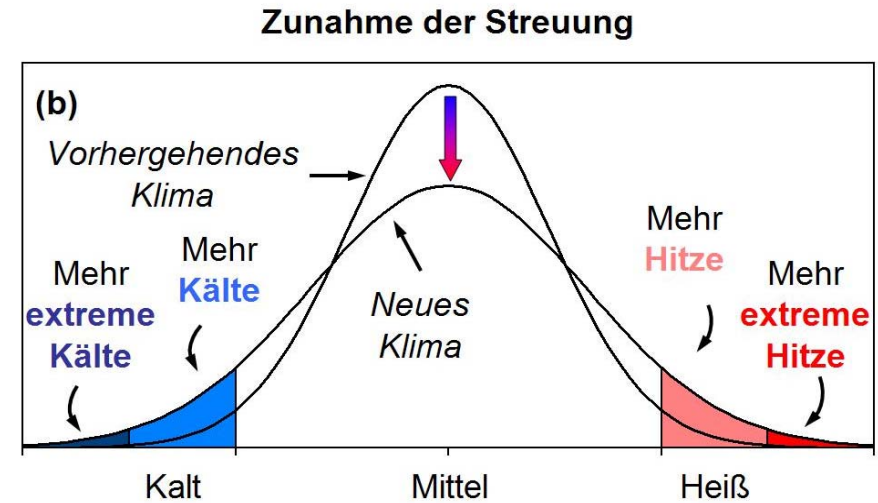 Zunahme der Streuung
(b)
Vorhergehendes
Klima
Mehr
extreme
Kälte
Mehr
Kälte
Neues
Klima
Mehr
Hitze
Mehr
extreme
Hitze
Kalt
Mittel
Heiß